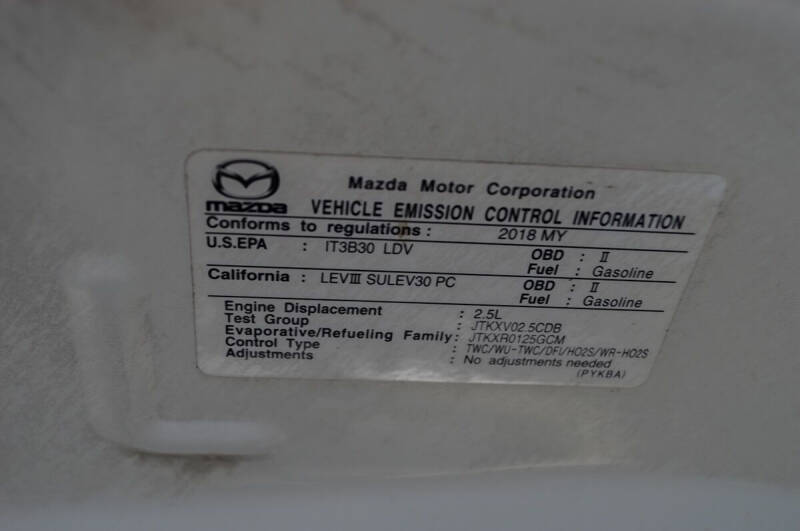 Mazda Motor Corporation
mazda VEHICLE EMISSION CONTROL INFORMATION
Conforms to regulations : 2018 MY
U.S.EPA : IT3B30 LDV OBD : II
Fuel : Gasoline
California : LEVIII SULEV30 PC OBD : II
Fuel : Gasoline
Engine Displacement : 2.5L
Test Group : JTKXV02.5CDB
Evaporative/Refueling Family : JTKXR0125GCM
Control Type : TWC/WU-TWC/DFI/HO2S/WR-HO2S
Adjustments : No adjustments needed
(PYKBA)